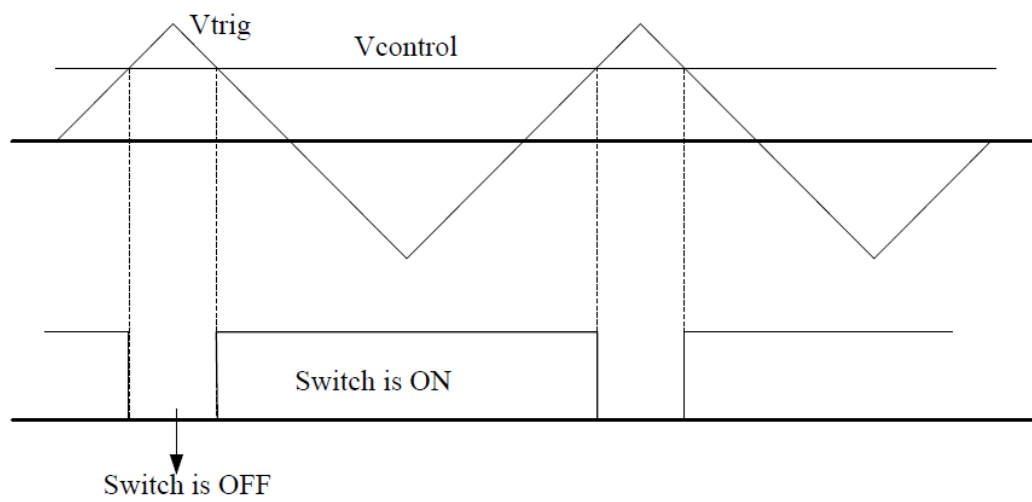 Vtrig
Vcontrol
Switch is ON
Switch is OFF